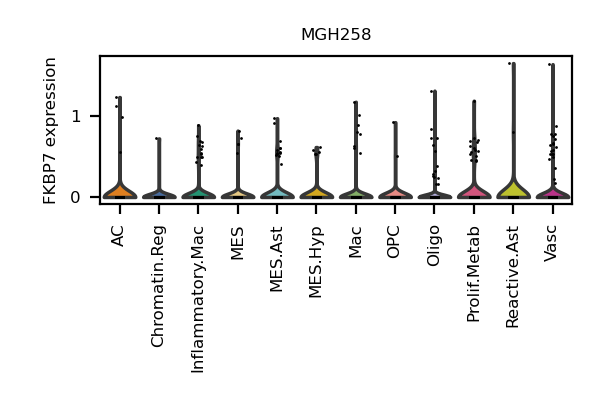 MGH258
FKBP7 expression
1
0
AC
Chromatin.Reg
Inflammatory.Mac
MES
MES.Ast
MES.Hyp
Mac
OPC
Oligo
Prolif.Metab
Reactive.Ast
Vasc